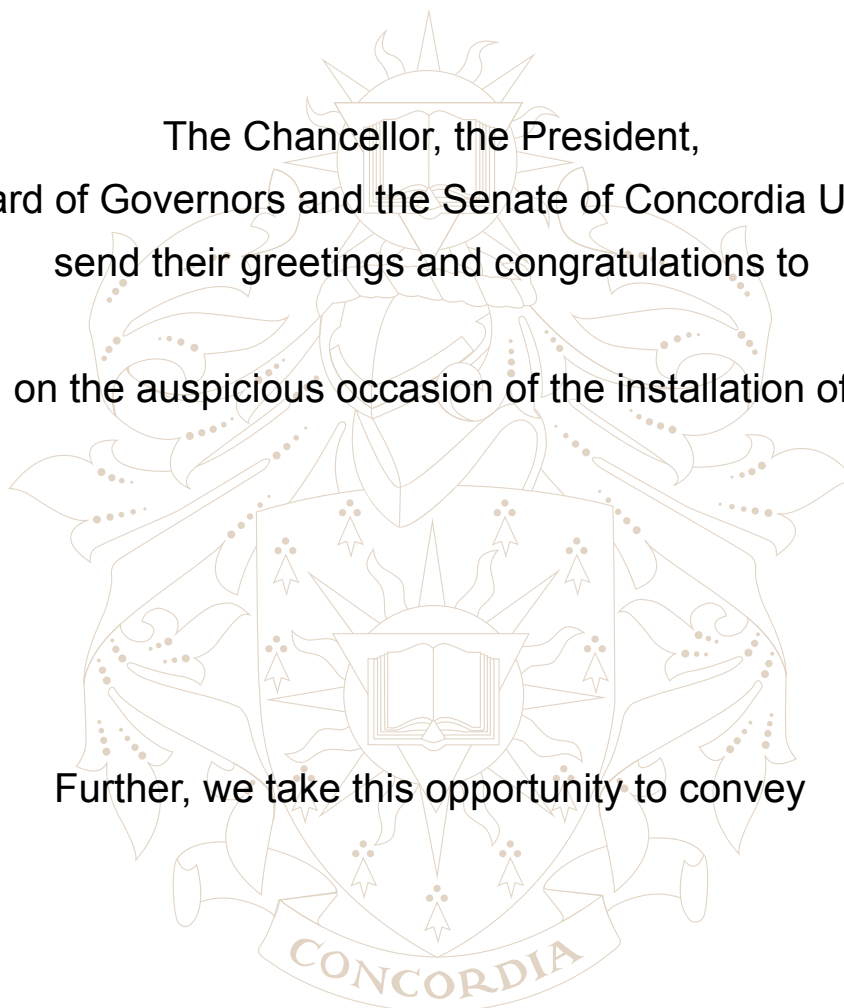 The Chancellor, the President,
ard of Governors and the Senate of Concordia U
send their greetings and congratulations to
on the auspicious occasion of the installation of
Further, we take this opportunity to convey
CONCORDIA